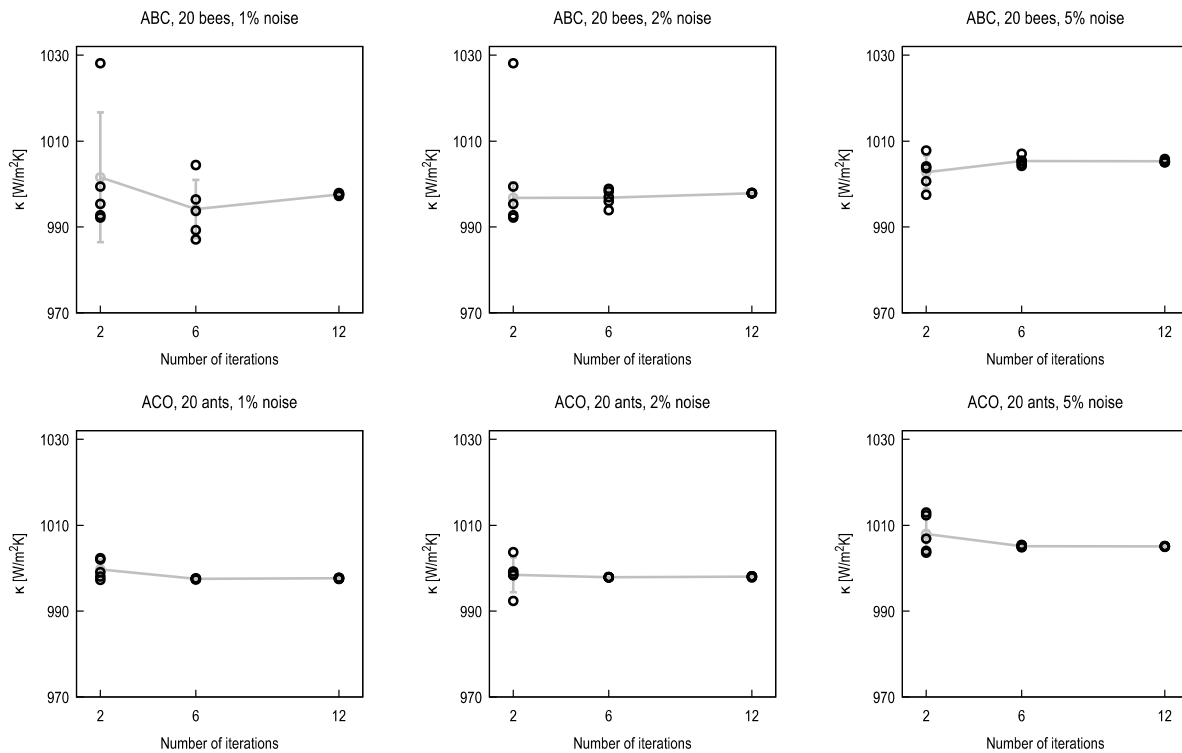 ABC, 20 bees, 1% noise
ABC, 20 bees, 2% noise
ABC, 20 bees, 5% noise
1030
1010
990
970
κ [W/m²K]
2 6 12
Number of iterations
1030
1010
990
970
κ [W/m²K]
2 6 12
Number of iterations
1030
1010
990
970
κ [W/m²K]
2 6 12
Number of iterations
ACO, 20 ants, 1% noise
ACO, 20 ants, 2% noise
ACO, 20 ants, 5% noise
1030
1010
990
970
κ [W/m²K]
2 6 12
Number of iterations
1030
1010
990
970
κ [W/m²K]
2 6 12
Number of iterations
1030
1010
990
970
κ [W/m²K]
2 6 12
Number of iterations